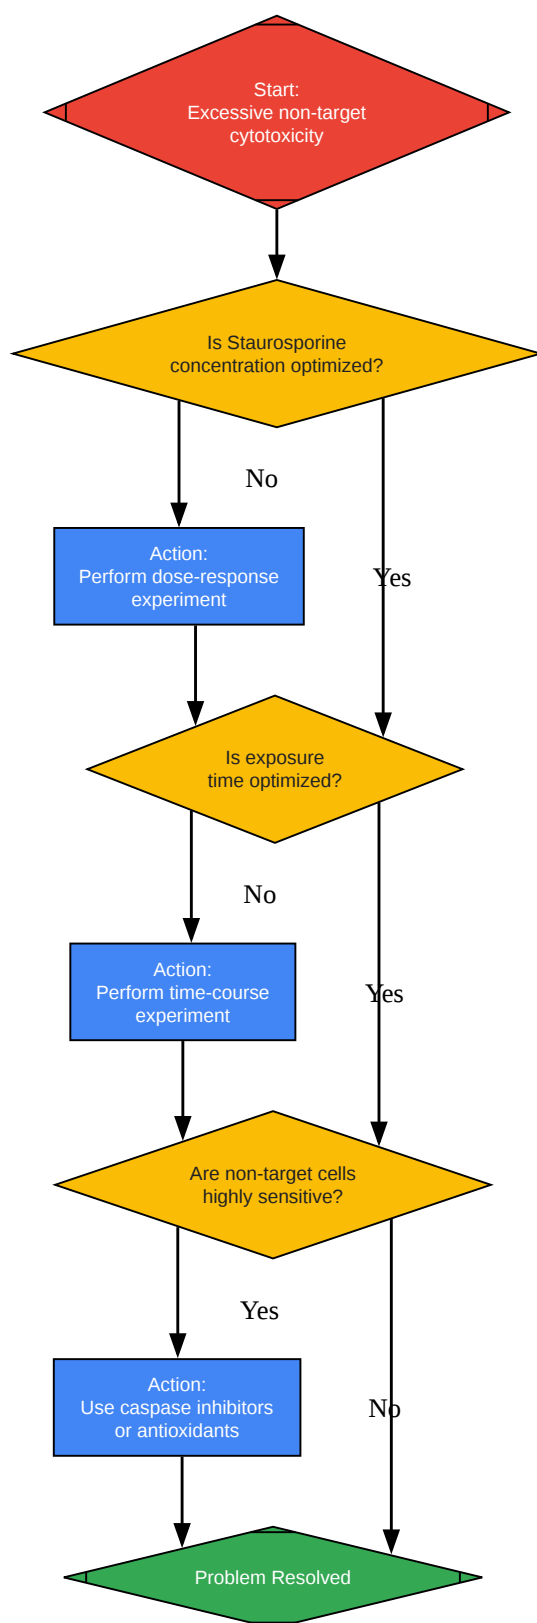 Start:
Excessive non-target
cytotoxicity
Is Staurosporine
concentration optimized?
No
Action:
Perform dose-response
experiment
Yes
Is exposure
time optimized?
No
Action:
Perform time-course
experiment
Yes
Are non-target cells
highly sensitive?
Yes
Action:
Use caspase inhibitors
or antioxidants
No
Problem Resolved